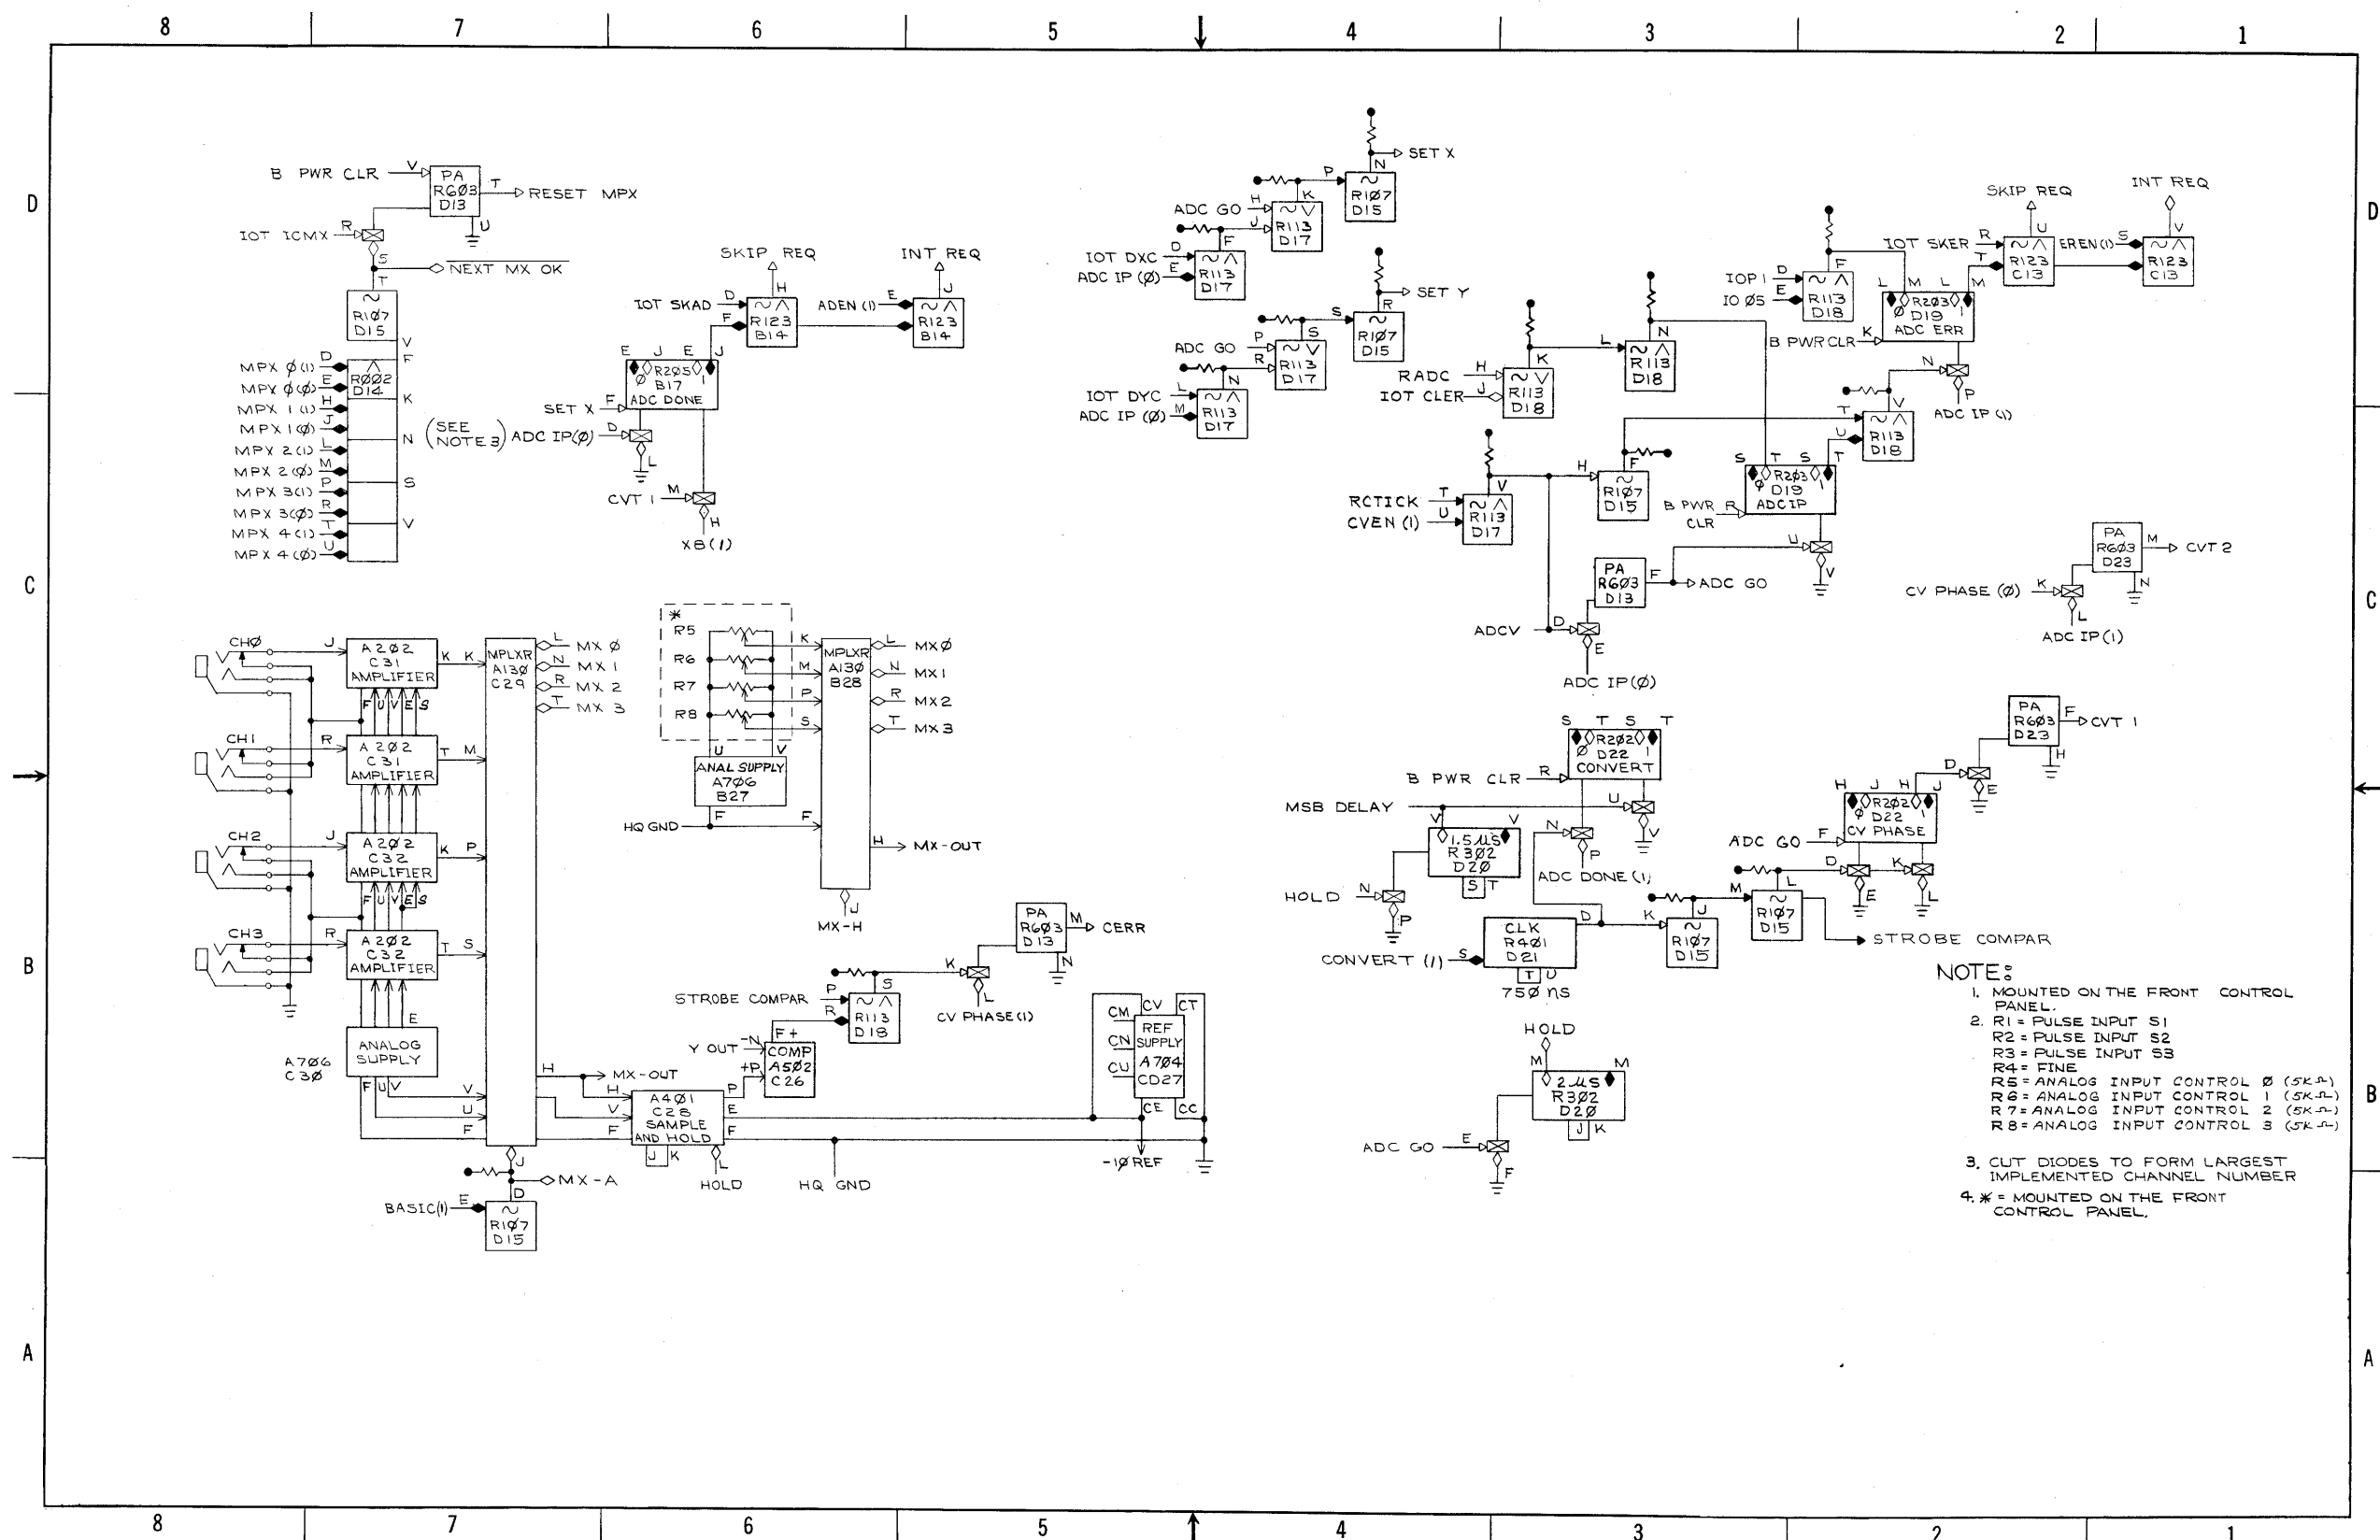 8 7 6 5 4 3 2 1
D
C
B
A
B PWR CLR V
PA
RGØ3
D13
T RESET MPX
U
IOT ICMX R
S
NEXT MX OK
T
~
R1Ø7
D15
V
F
MPX Ø(1) D
MPX Ø(Ø) E
MPX 1(1) H
MPX 1(Ø) J
MPX 2(1) L
MPX 2(Ø) M
MPX 3(1) P
MPX 3(Ø) R
MPX 4(1) T
MPX 4(Ø) U
RØØ2
D14
K
N
S
V
(SEE
NOTE 3)
SKIP REQ
H
IOT SKAD D
F
R123
B14
INT REQ
J
ADEN (1) E
R123
B14
E J E J
Ø R2Ø5 1
B17
ADC DONE
SET X F
ADC IP(Ø) D
L
CVT 1 M
H
XB(1)
SET X
N
P
~
R1Ø7
D15
ADC GO H
J
K
~ V
R113
D17
IOT DXC D
ADC IP (Ø) E
F
R113
D17
SET Y
R
S
~
R1Ø7
D15
ADC GO P
R
S
~ V
R113
D17
IOT DYC L
ADC IP (Ø) M
N
R113
D17
RADC H
IOT CLER J
K
~ V
R113
D18
L
N
R113
D18
RCTICK T
CVEN (1) U
V
R113
D17
H
F
~
R1Ø7
D15
IOP 1 D
IO Ø5 E
F
R113
D18
L M L M
Ø R2Ø3 1
D19
ADC ERR
B PWR CLR K
N
P
ADC IP (1)
SKIP REQ
U
IOT SKER R
T
R123
C13
INT REQ
V
EREN(1) S
R123
C13
T
U
V
R113
D18
S T S T
Ø R2Ø3 1
D19
ADC IP
B PWR R
CLR
U
V
PA
RGØ3
D13
F ADC GO
ADCV D
E
ADC IP(Ø)
PA
RGØ3
D23
M CVT 2
N
CV PHASE (Ø) K
L
ADC IP(1)
CHØ J
A2Ø2
C31
AMPLIFIER
K K
F U V E S
CH1 R
A2Ø2
C31
AMPLIFIER
T M
CH2 J
A2Ø2
C32
AMPLIFIER
K P
F U V E S
CH3 R
A2Ø2
C32
AMPLIFIER
T S
E
ANALOG
SUPPLY
A7Ø6
C3Ø
F U V
MPLXR
A13Ø
C29
L MX Ø
N MX 1
R MX 2
T MX 3
V
U
F
H MX-OUT
J
MX-A
D
BASIC(1) E
~
R1Ø7
D15
*
R5
R6
R7
R8
K
M
P
S
U V
ANAL SUPPLY
A7Ø6
B27
F F
HQ GND
MPLXR
A13Ø
B28
L MXØ
N MX1
R MX2
T MX3
H MX-OUT
J
MX-H
H
V
F
A4Ø1
C28
SAMPLE
AND HOLD
P
E
F
J K
L
HOLD
HQ GND
Y OUT -N
+P
F +
COMP
A5Ø2
C26
STROBE COMPAR P
R
S
R113
D18
K
L
CV PHASE(1)
PA
RGØ3
D13
M CERR
N
CV CT
CM
CN
CU
REF
SUPPLY
A7Ø4
CD27
CE CC
-1Ø REF
S T S T
Ø R2Ø2 1
D22
CONVERT
B PWR CLR R
MSB DELAY U
N V
P
ADC DONE (1)
V V
1.5 µS
R3Ø2
D2Ø
S T
HOLD N
P
CLK
R4Ø1
D21
CONVERT (1) S
D
T U
75Ø ns
K
J
~
R1Ø7
D15
M
L
~
R1Ø7
D15
STROBE COMPAR
HOLD
M M
2 µS
R3Ø2
D2Ø
J K
ADC GO E
F
PA
RGØ3
D23
F CVT 1
H
D
E
H J H J
Ø R2Ø2 1
D22
CV PHASE
ADC GO F
D K
E L
NOTE:
1. MOUNTED ON THE FRONT CONTROL
PANEL.
2. R1 = PULSE INPUT S1
R2 = PULSE INPUT S2
R3 = PULSE INPUT S3
R4 = FINE
R5 = ANALOG INPUT CONTROL Ø (5KΩ)
R6 = ANALOG INPUT CONTROL 1 (5KΩ)
R7 = ANALOG INPUT CONTROL 2 (5KΩ)
R8 = ANALOG INPUT CONTROL 3 (5KΩ)
3. CUT DIODES TO FORM LARGEST
IMPLEMENTED CHANNEL NUMBER
4. * = MOUNTED ON THE FRONT
CONTROL PANEL.
D
C
B
A
8 7 6 5 4 3 2 1